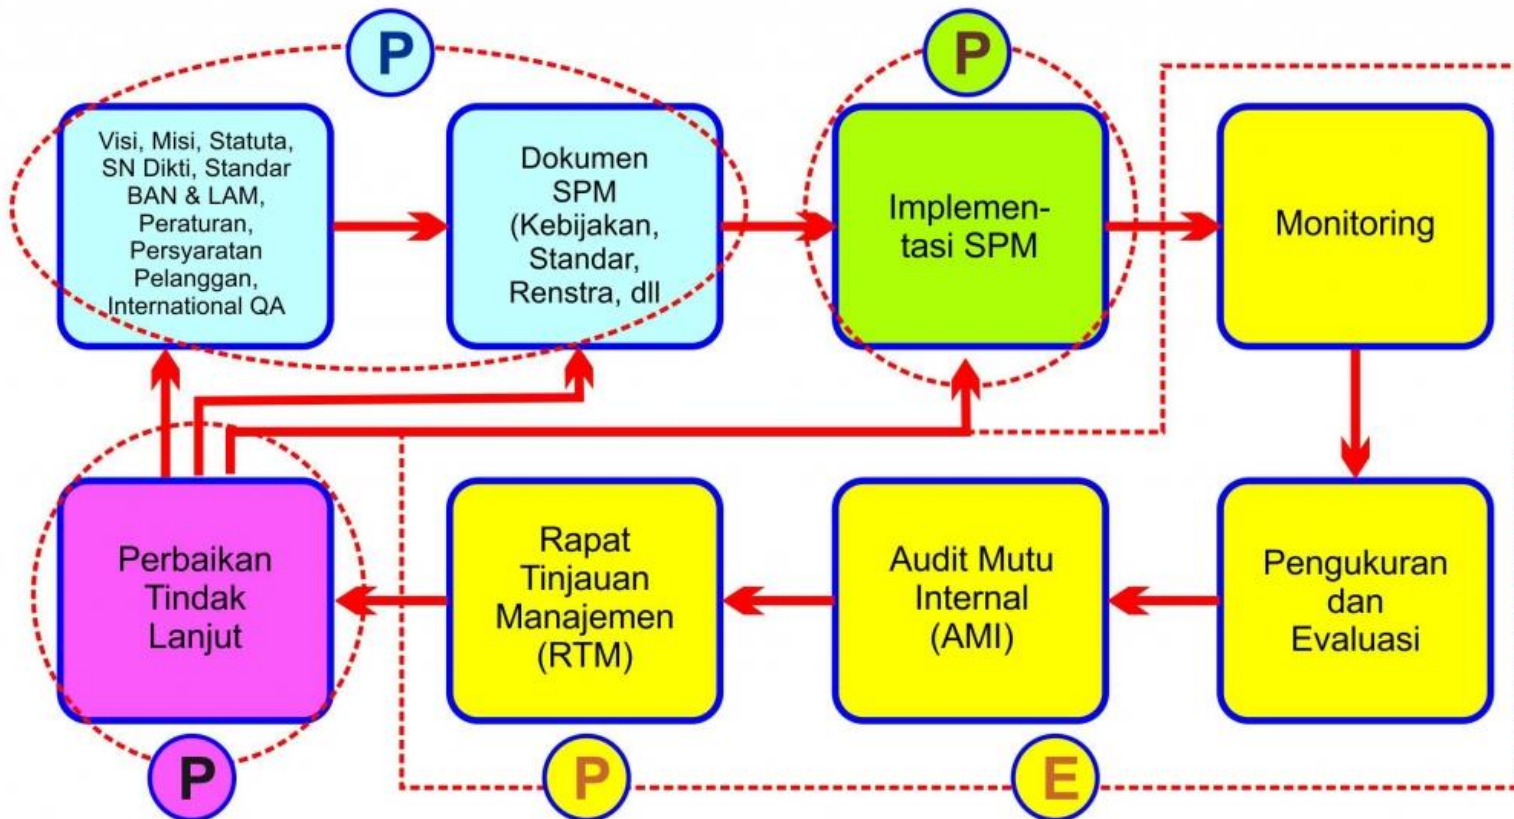 P
P
Visi, Misi, Statuta,
SN Dikti, Standar
BAN & LAM,
Peraturan,
Persyaratan
Pelanggan,
International QA
Dokumen
SPM
(Kebijakan,
Standar,
Renstra, dll
Implemen-
tasi SPM
Monitoring
Perbaikan
Tindak
Lanjut
Rapat
Tinjauan
Manajemen
(RTM)
Audit Mutu
Internal
(AMI)
Pengukuran
dan
Evaluasi
P
P
E